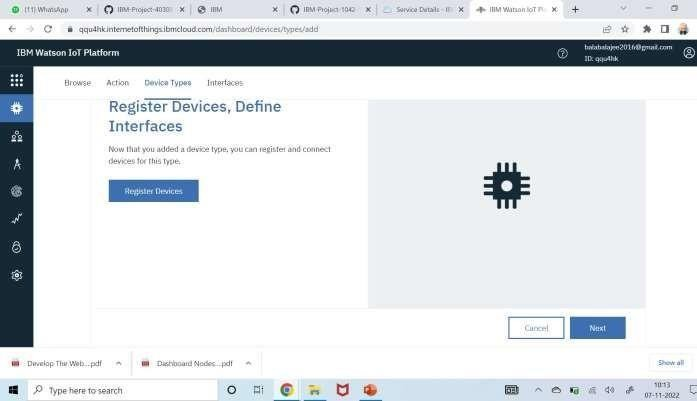 (11) WhatsApp
IBM-Project-4030
IBM
IBM-Project-1042
Service Details - IB
IBM Watson IoT Pl
qqu4hk.internetofthings.ibmcloud.com/dashboard/devices/types/add
IBM Watson IoT Platform
balabalajee2016@gmail.com
ID: qqu4hk
Browse Action Device Types Interfaces
Register Devices, Define
Interfaces
Now that you added a device type, you can register and connect
devices for this type.
Register Devices
Cancel Next
Develop The Web....pdf
Dashboard Nodes...pdf
Show all
Type here to search
10:13
07-11-2022